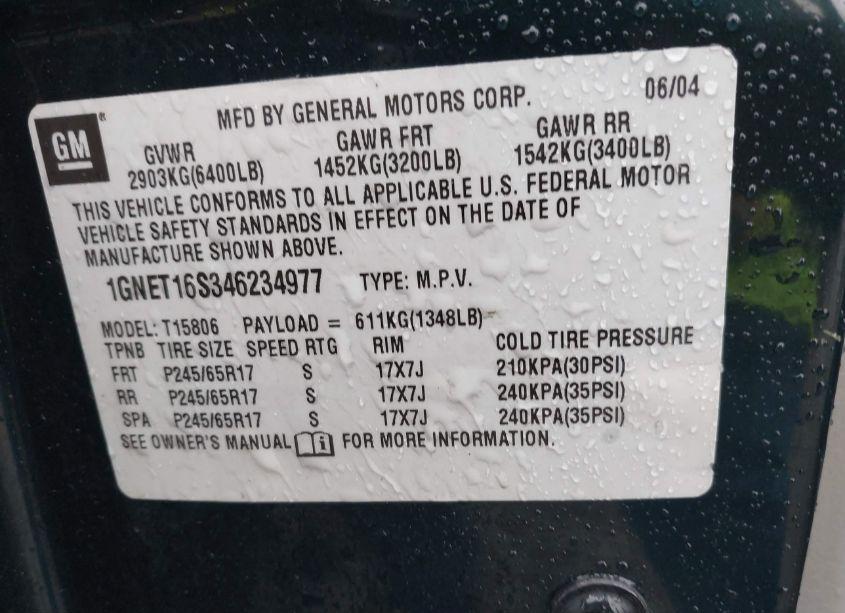 GM
MFD BY GENERAL MOTORS CORP. 06/04
GVWR GAWR FRT GAWR RR
2903KG(6400LB) 1452KG(3200LB) 1542KG(3400LB)
THIS VEHICLE CONFORMS TO ALL APPLICABLE U.S. FEDERAL MOTOR
VEHICLE SAFETY STANDARDS IN EFFECT ON THE DATE OF
MANUFACTURE SHOWN ABOVE.
1GNET16S346234977 TYPE: M.P.V.
MODEL: T15806 PAYLOAD = 611KG(1348LB)
TPNB TIRE SIZE SPEED RTG RIM COLD TIRE PRESSURE
FRT P245/65R17 S 17X7J 210KPA(30PSI)
RR P245/65R17 S 17X7J 240KPA(35PSI)
SPA P245/65R17 S 17X7J 240KPA(35PSI)
SEE OWNER'S MANUAL FOR MORE INFORMATION.